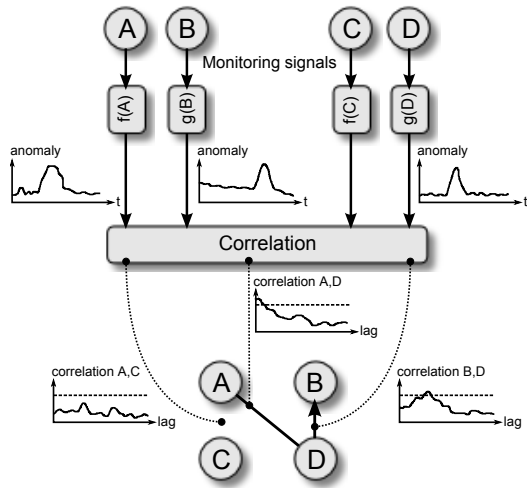 A
B
C
D
Monitoring signals
f(A)
g(B)
f(C)
g(D)
anomaly
t
anomaly
t
anomaly
t
Correlation
correlation A,D
lag
correlation A,C
lag
correlation B,D
lag
A
B
C
D